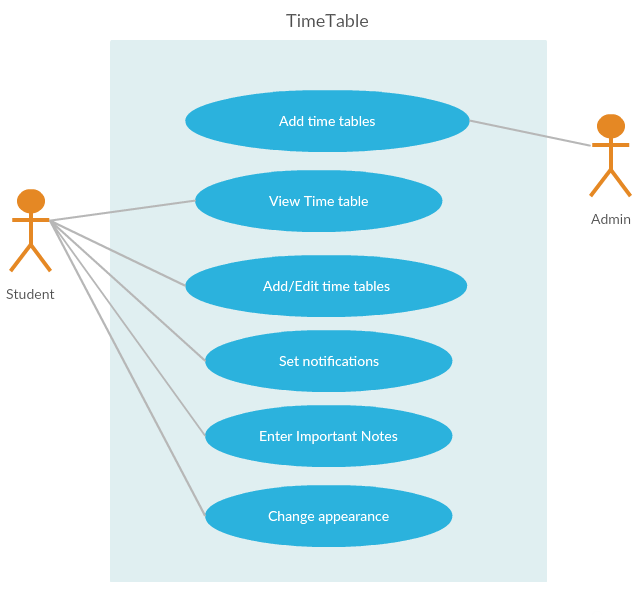 TimeTable
Add time tables
View Time table
Add/Edit time tables
Set notifications
Enter Important Notes
Change appearance
Student
Admin